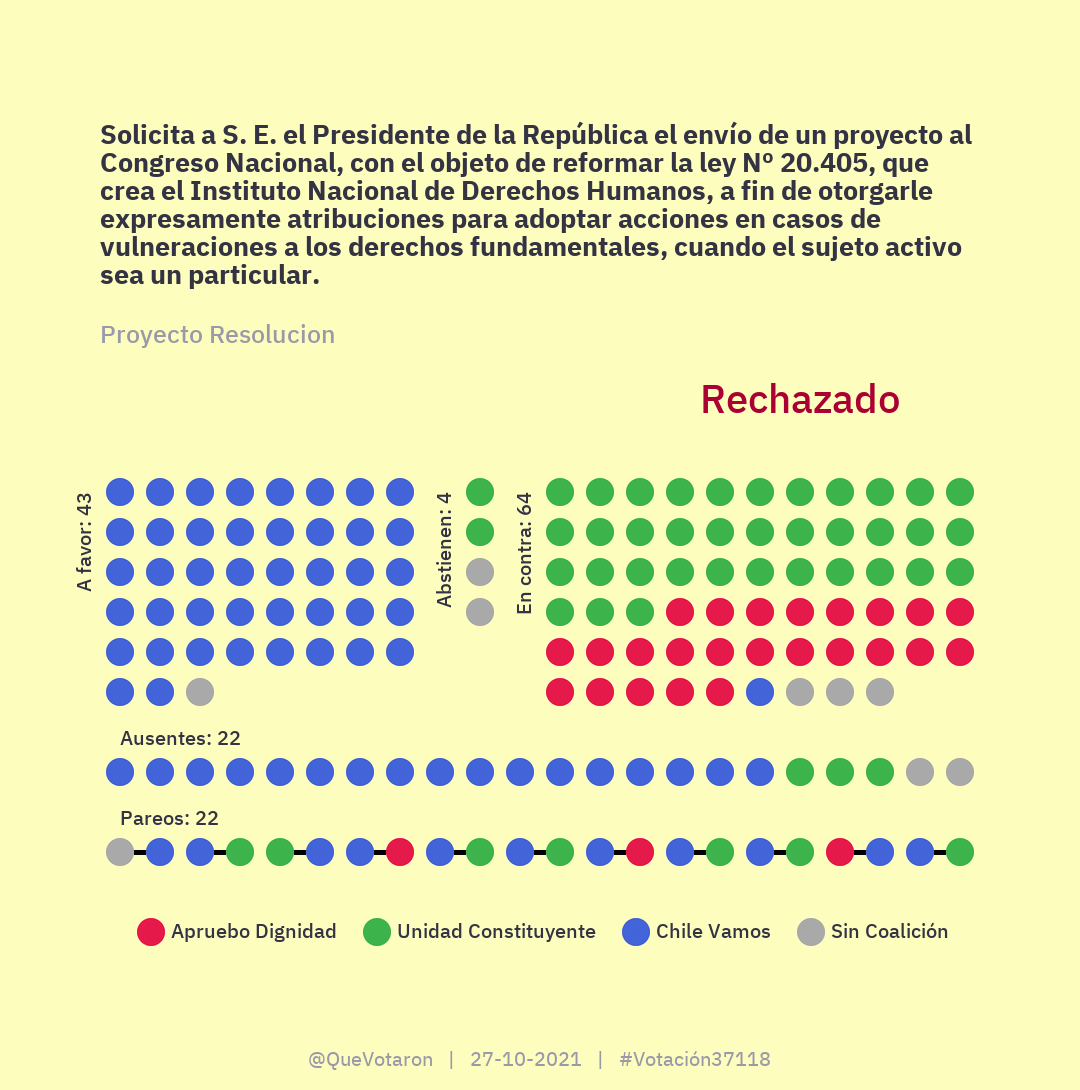 Solicita a S. E. el Presidente de la República el envío de un proyecto al
Congreso Nacional, con el objeto de reformar la ley Nº 20.405, que
crea el Instituto Nacional de Derechos Humanos, a fin de otorgarle
expresamente atribuciones para adoptar acciones en casos de
vulneraciones a los derechos fundamentales, cuando el sujeto activo
sea un particular.
Proyecto Resolucion
Rechazado
A favor: 43
Abstienen: 4
En contra: 64
Ausentes: 22
Pareos: 22
Apruebo Dignidad
Unidad Constituyente
Chile Vamos
Sin Coalición
@QueVotaron | 27-10-2021 | #Votación37118